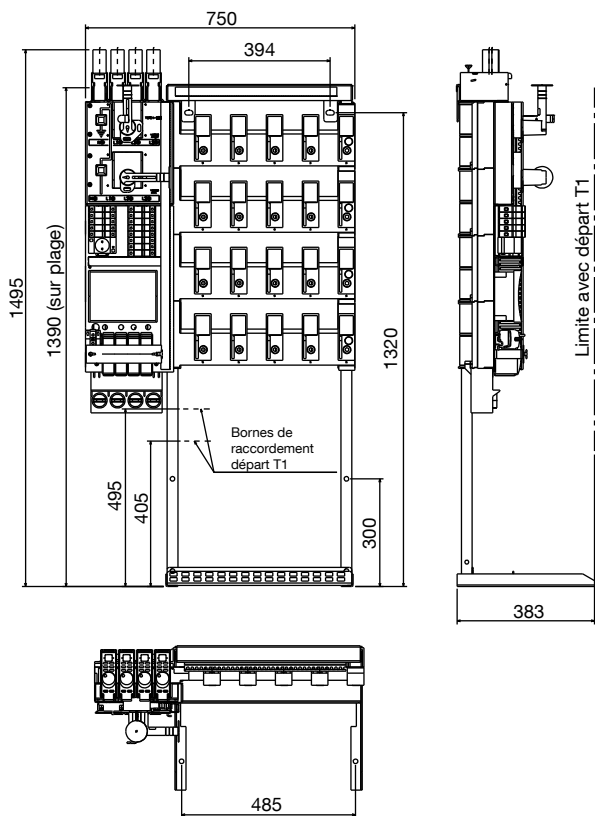 750
394
1495
1390 (sur plage)
1320
Limite avec départ T1
Bornes de
raccordement
départ T1
495
405
300
383
485